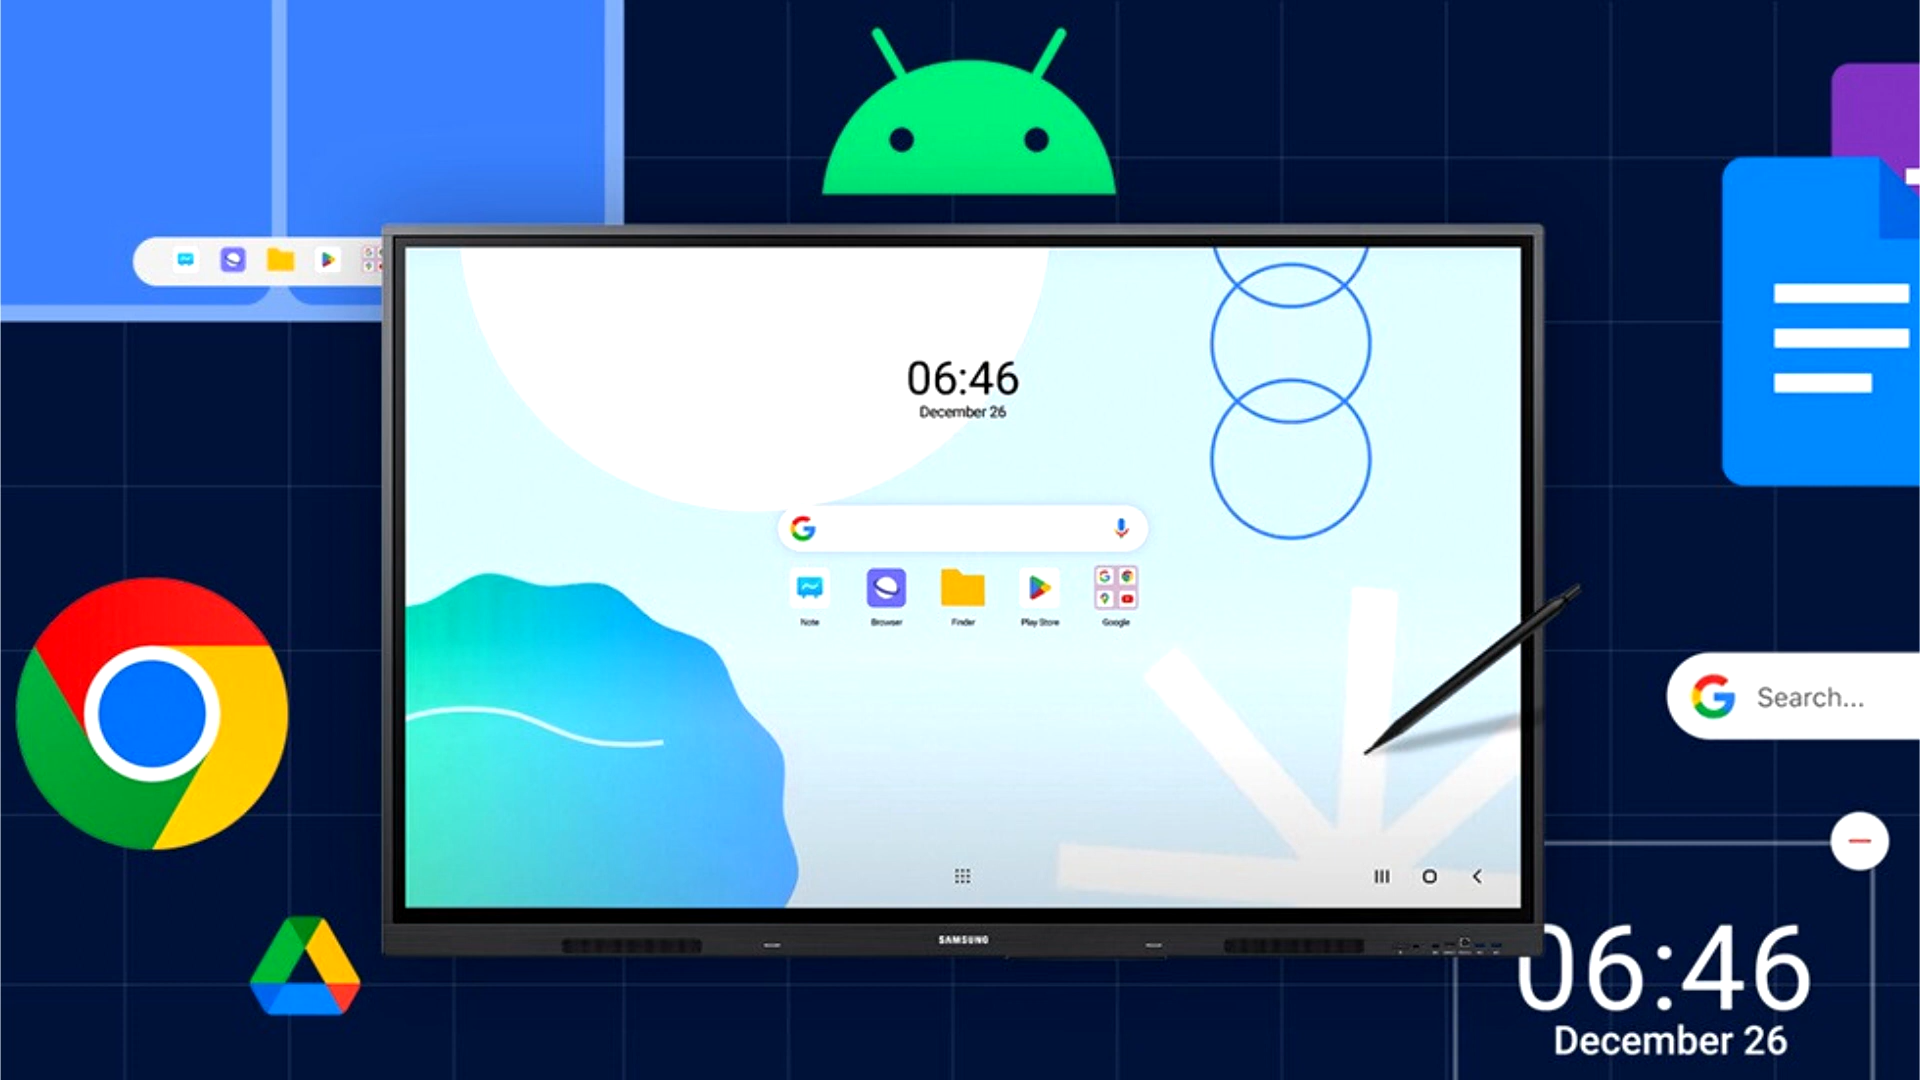 06:46
December 26
Note
Browser
Finder
Play Store
Google
SAMSUNG
Search...
06:46
December 26